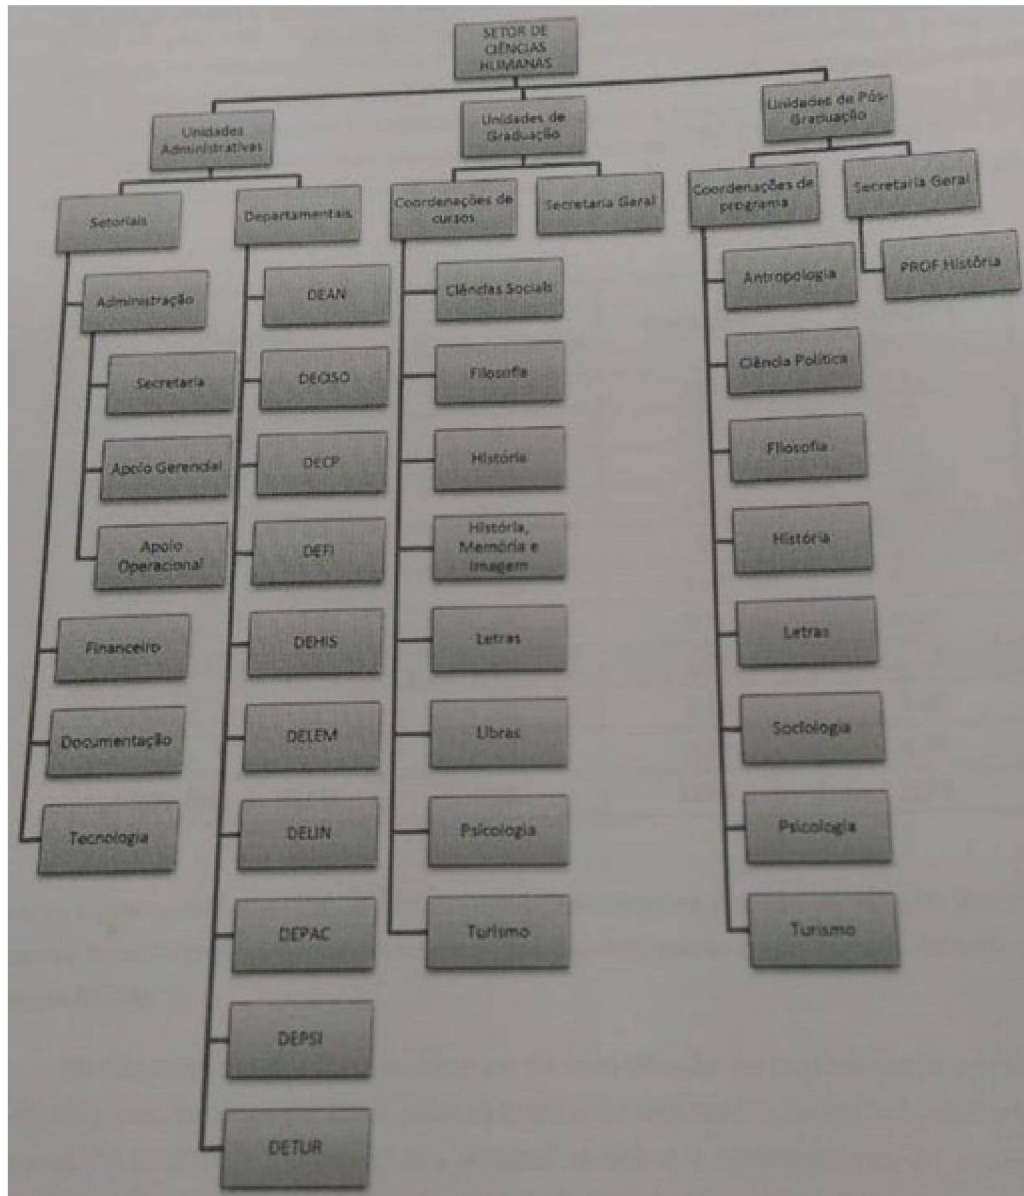 SETOR DE
CIÊNCIAS
HUMANAS
Unidades
Administrativas
Unidades de
Graduação
Unidades de Pós-
Graduação
Setoriais
Departamentais
Coordenações de
cursos
Secretaria Geral
Coordenações de
programa
Secretaria Geral
Administração
Secretaria
Apoio Gerencial
Apoio
Operacional
Financeiro
Documentação
Tecnologia
DEAN
DECISO
DECP
DEFI
DEHIS
DELEM
DELIN
DEPAC
DEPSI
DETUR
Ciências Sociais
Filosofia
História
História,
Memória e
Imagem
Letras
Libras
Psicologia
Turismo
Antropologia
Ciência Política
Filosofia
História
Letras
Sociologia
Psicologia
Turismo
PROF História